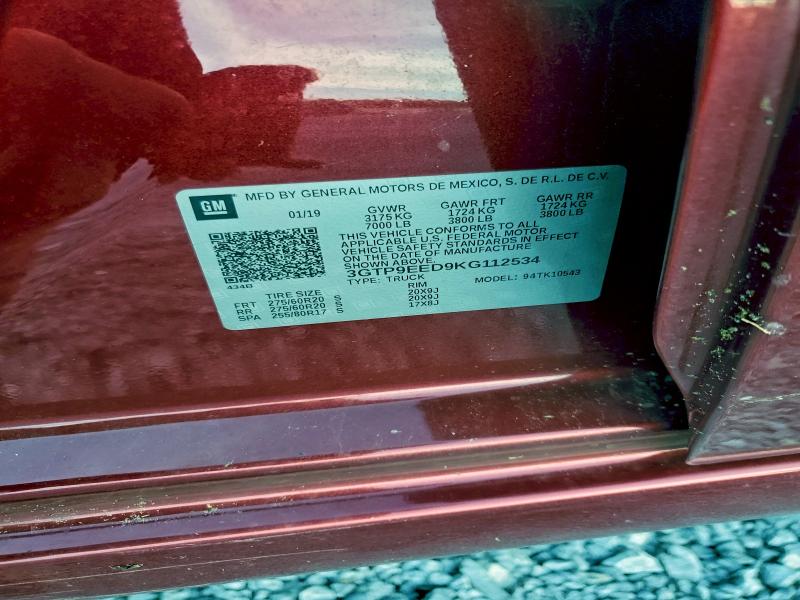 GM
MFD BY GENERAL MOTORS DE MEXICO, S. DE R.L. DE C.V.
01/19 GVWR GAWR FRT GAWR RR
3175 KG 1724 KG 1724 KG
7000 LB 3800 LB 3800 LB
THIS VEHICLE CONFORMS TO ALL
APPLICABLE U.S. FEDERAL MOTOR
VEHICLE SAFETY STANDARDS IN EFFECT
ON THE DATE OF MANUFACTURE
SHOWN ABOVE.
3GTP9EED9KG112534
434B
TYPE: TRUCK MODEL: 94TK10543
TIRE SIZE RIM
FRT 275/60R20 S 20X9J
RR 275/60R20 S 20X9J
SPA 255/80R17 S 17X8J